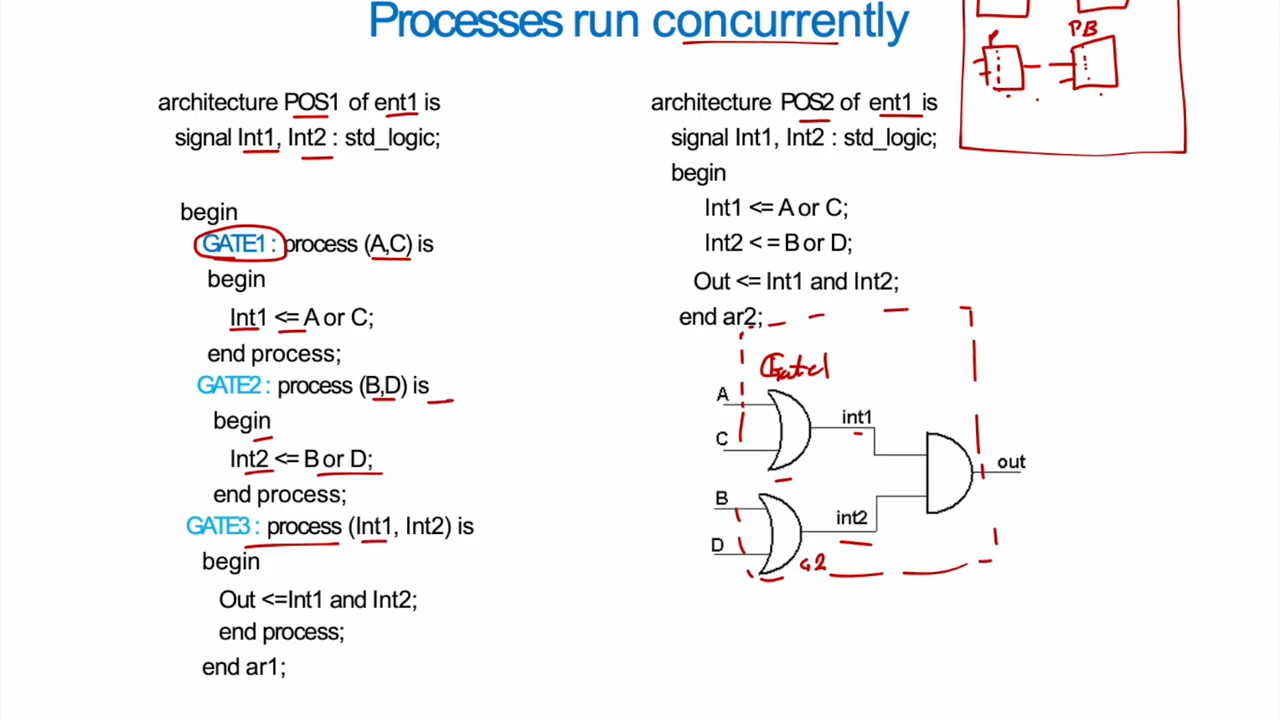 Processes run concurrently
PB
architecture POS1 of ent1 is
signal Int1, Int2 : std_logic;
begin
GATE1 : process (A,C) is
begin
Int1 <= A or C;
end process;
GATE2 : process (B,D) is
begin
Int2 <= B or D;
end process;
GATE3 : process (Int1, Int2) is
begin
Out <=Int1 and Int2;
end process;
end ar1;
architecture POS2 of ent1 is
signal Int1, Int2 : std_logic;
begin
Int1 <= A or C;
Int2 < = B or D;
Out <= Int1 and Int2;
end ar2;
Gate1
A
int1
C
out
B
int2
D
G2